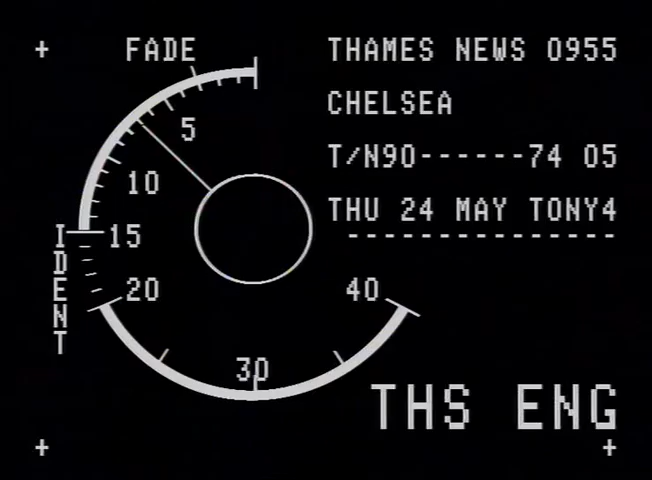 FADE
THAMES NEWS 0955
CHELSEA
T/N90------74 05
THU 24 MAY TONY4
---------------
5
10
15
20
30
40
IDENT
THS ENG